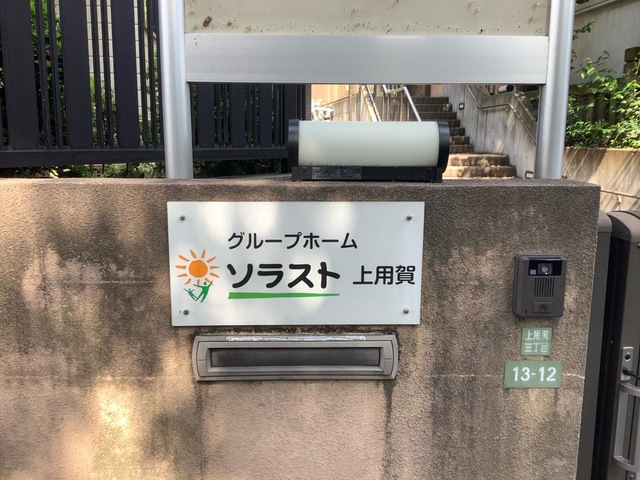 グループホーム
ソラスト 上用賀
上用賀
三丁目
13-12